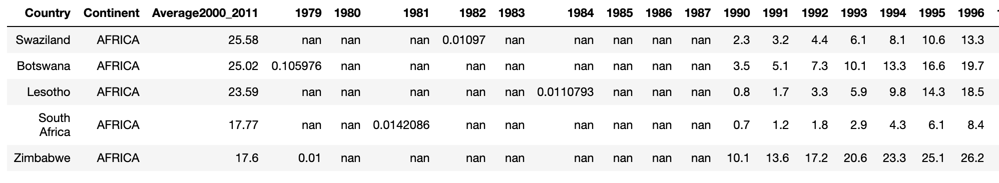 Country Continent Average2000_2011 1979 1980 1981 1982 1983 1984 1985 1986 1987 1990 1991 1992 1993 1994 1995 1996
Swaziland AFRICA 25.58 nan nan nan 0.01097 nan nan nan nan nan 2.3 3.2 4.4 6.1 8.1 10.6 13.3
Botswana AFRICA 25.02 0.105976 nan nan nan nan nan nan nan nan 3.5 5.1 7.3 10.1 13.3 16.6 19.7
Lesotho AFRICA 23.59 nan nan nan nan nan 0.0110793 nan nan nan 0.8 1.7 3.3 5.9 9.8 14.3 18.5
South
Africa AFRICA 17.77 nan nan 0.0142086 nan nan nan nan nan nan 0.7 1.2 1.8 2.9 4.3 6.1 8.4
Zimbabwe AFRICA 17.6 0.01 nan nan nan nan nan nan nan nan 10.1 13.6 17.2 20.6 23.3 25.1 26.2